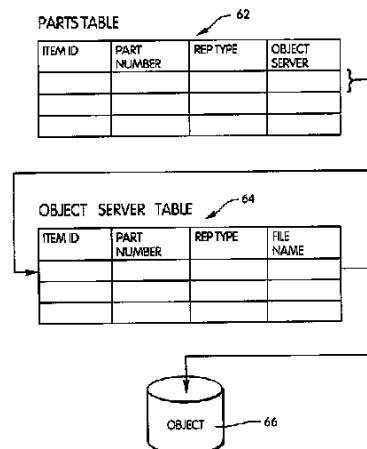 62
PARTS TABLE
ITEM ID PART NUMBER REP TYPE OBJECT SERVER
64
OBJECT SERVER TABLE
ITEM ID PART NUMBER REP TYPE FILE NAME
OBJECT 66